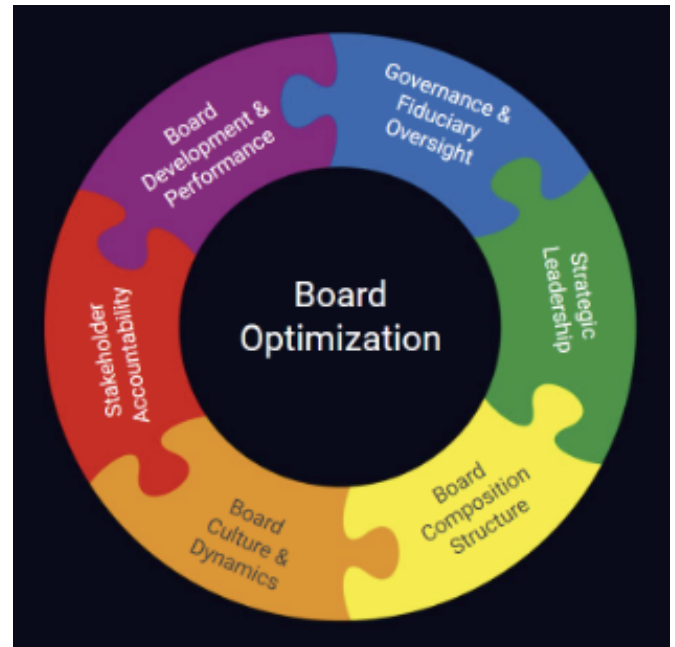 Board
Optimization
Governance &
Fiduciary
Oversight
Strategic
Leadership
Board
Composition
Structure
Board
Culture &
Dynamics
Stakeholder
Accountability
Board
Development &
Performance